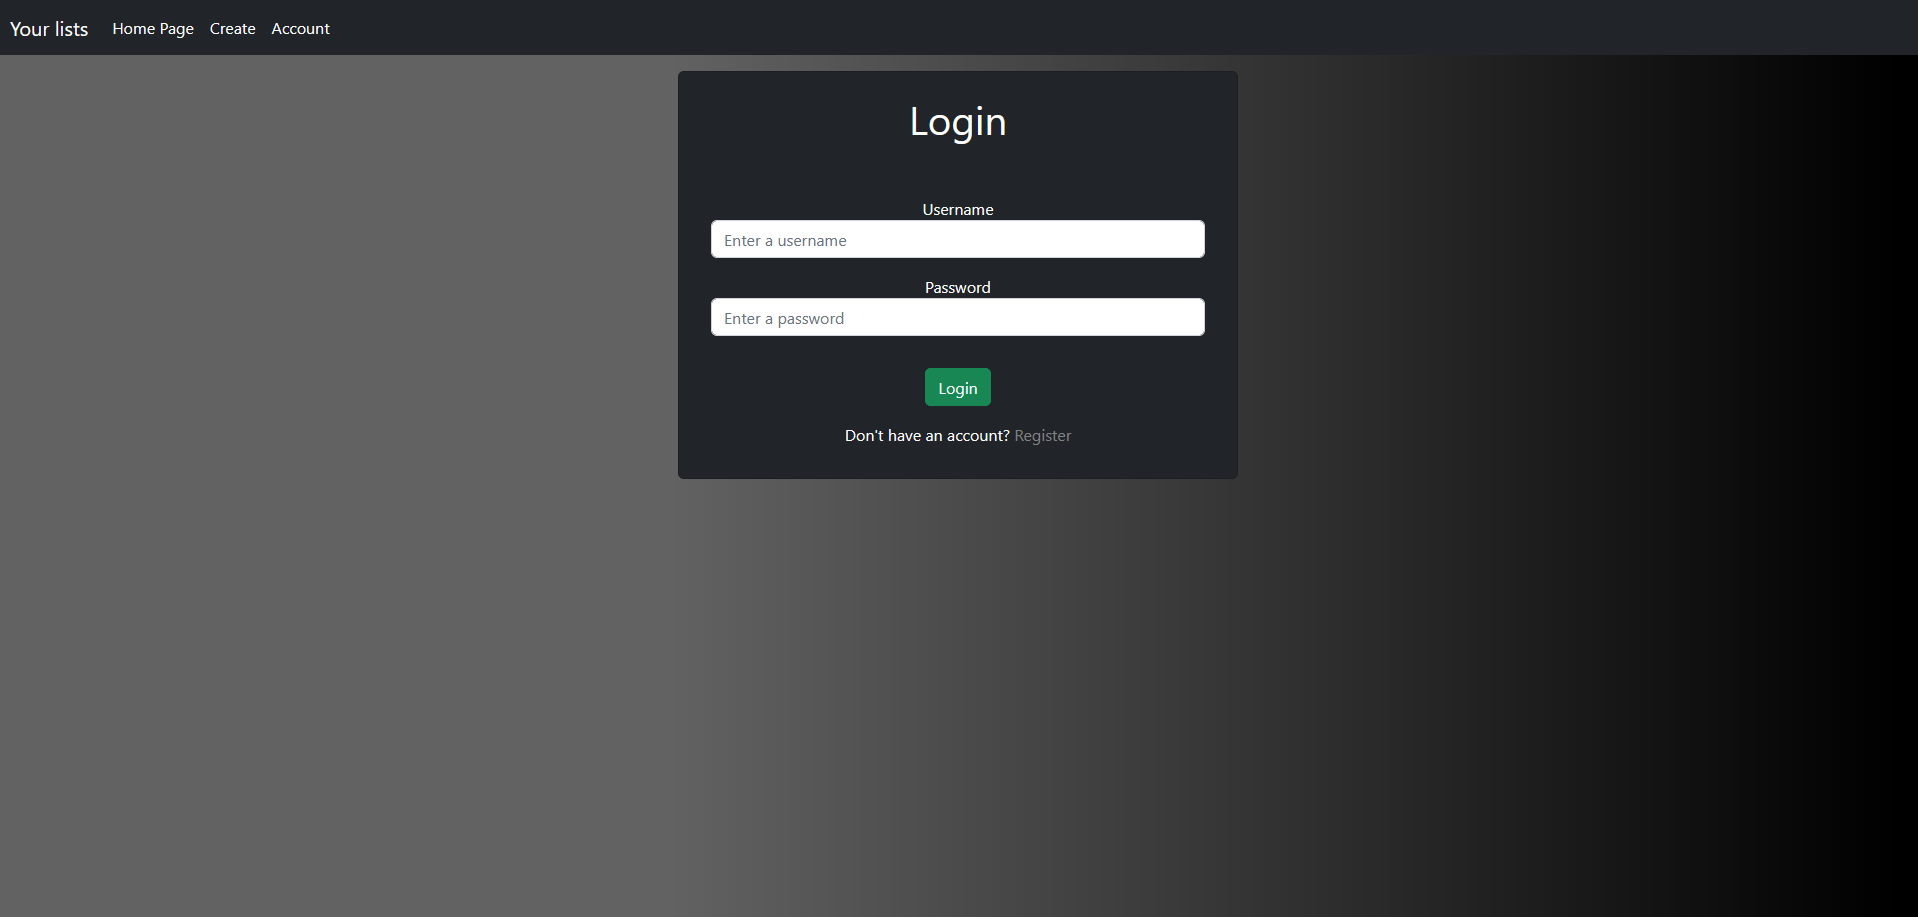 Your lists Home Page Create Account
Login
Username
Enter a username
Password
Enter a password
Login
Don't have an account? Register